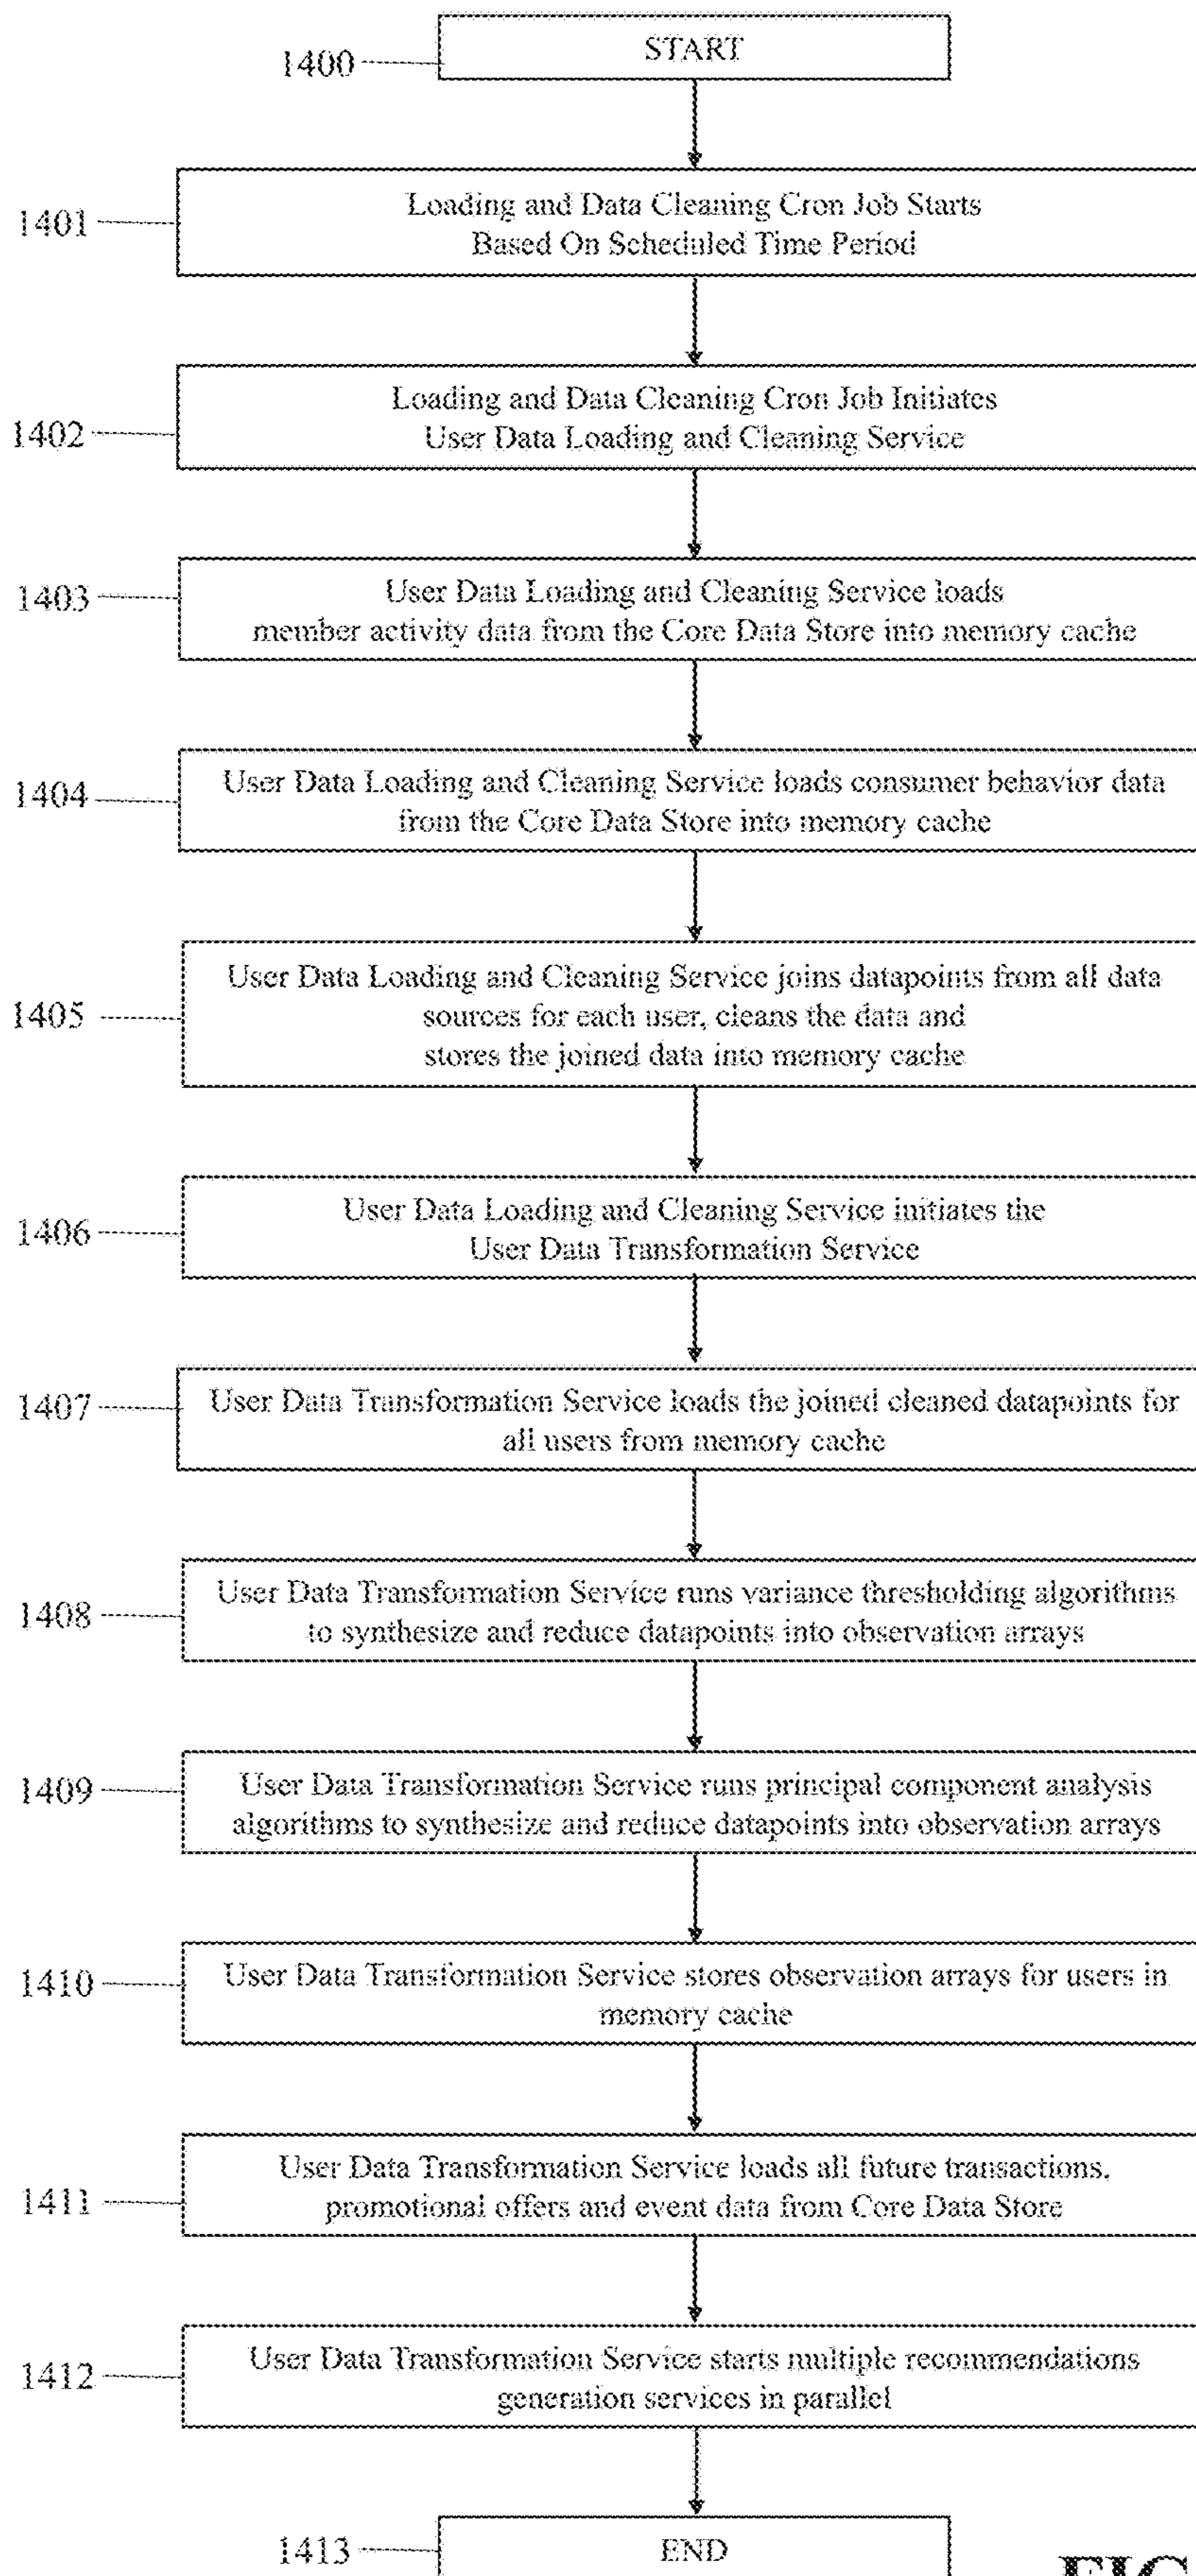 START
1400
Loading and Data Cleaning Cron Job Starts
Based On Scheduled Time Period
1401
Loading and Data Cleaning Cron Job Initiates
User Data Loading and Cleaning Service
1402
User Data Loading and Cleaning Service loads
member activity data from the Core Data Store into memory cache
1403
User Data Loading and Cleaning Service loads consumer behavior data
from the Core Data Store into memory cache
1404
User Data Loading and Cleaning Service joins datapoints from all data
sources for each user, cleans the data and
stores the joined data into memory cache
1405
User Data Loading and Cleaning Service initiates the
User Data Transformation Service
1406
User Data Transformation Service loads the joined cleaned datapoints for
all users from memory cache
1407
User Data Transformation Service runs variance thresholding algorithms
to synthesize and reduce datapoints into observation arrays
1408
User Data Transformation Service runs principal component analysis
algorithms to synthesize and reduce datapoints into observation arrays
1409
User Data Transformation Service stores observation arrays for users in
memory cache
1410
User Data Transformation Service loads all future transactions,
promotional offers and event data from Core Data Store
1411
User Data Transformation Service starts multiple recommendations
generation services in parallel
1412
END
1413